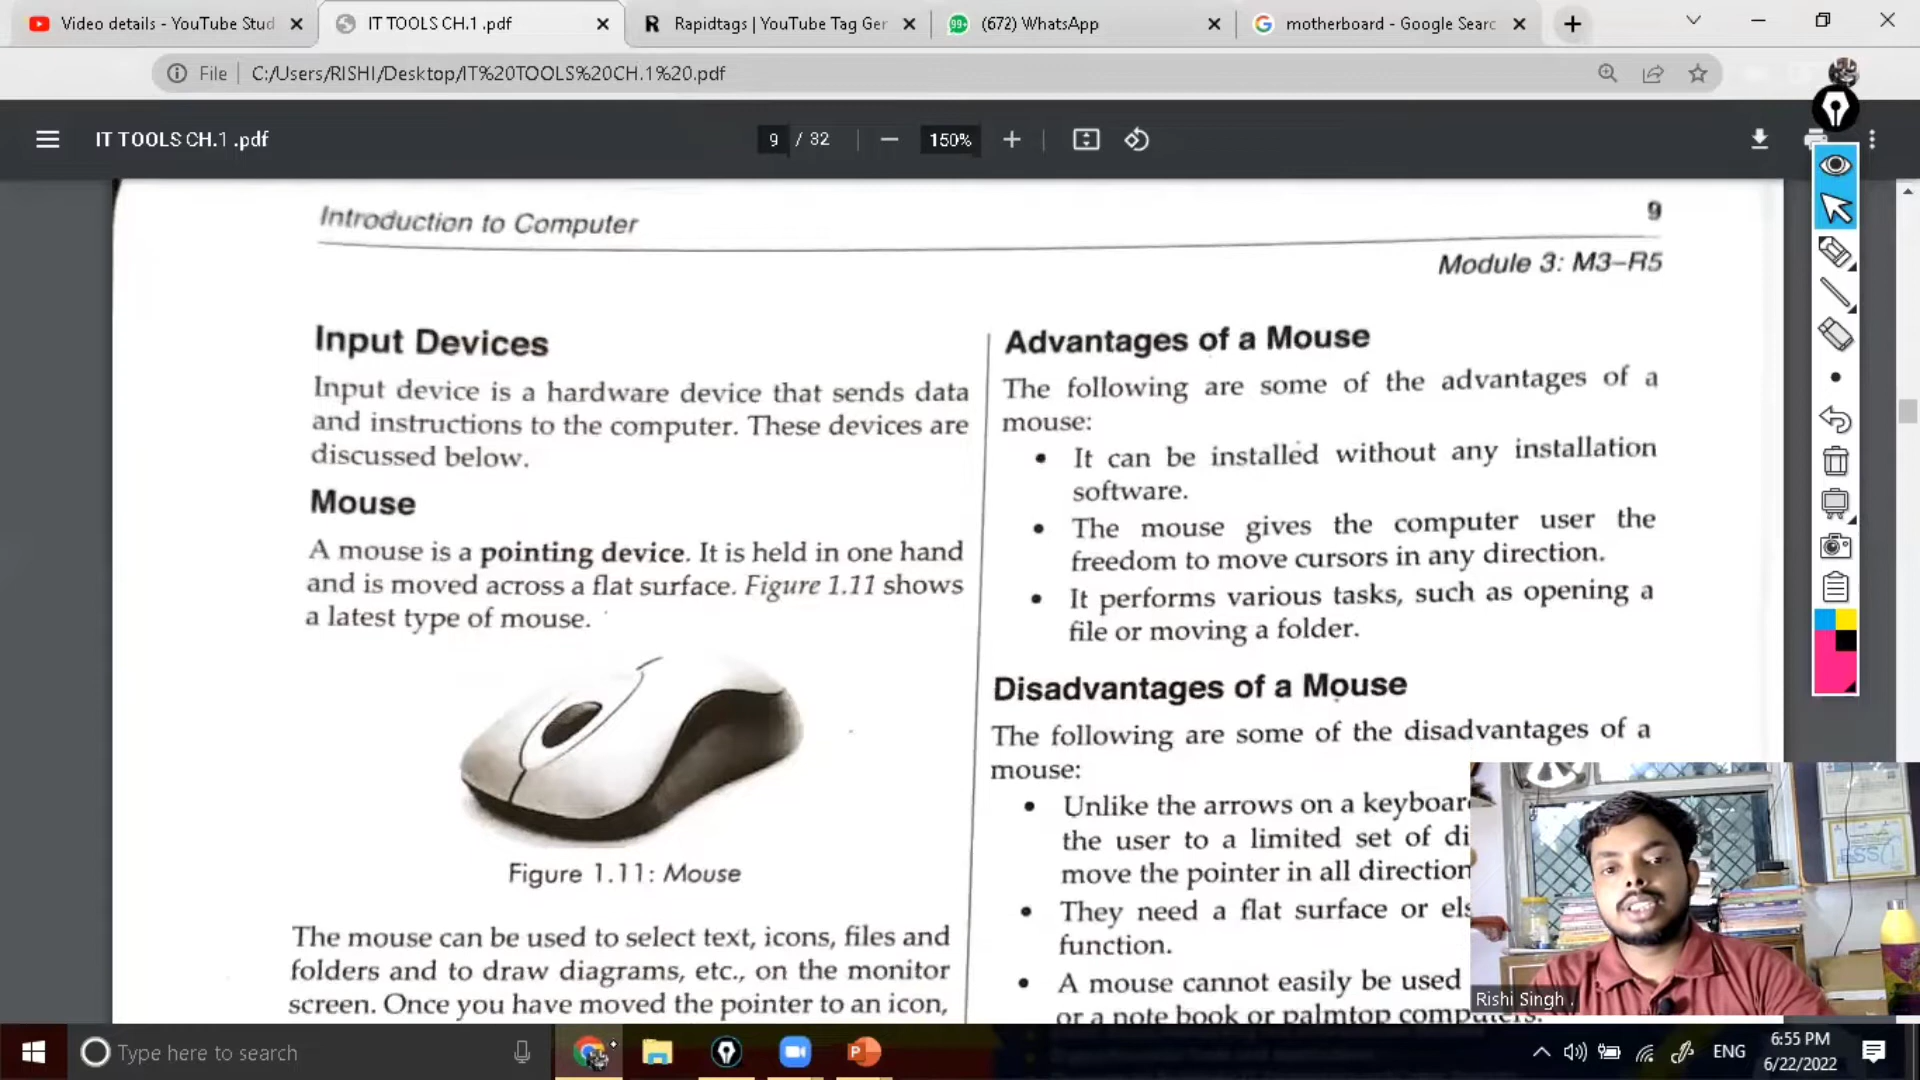 Video details - YouTube Stud
IT TOOLS CH.1 .pdf
Rapidtags | YouTube Tag Ger
99+
(672) WhatsApp
motherboard - Google Searc
File
C:/Users/RISHI/Desktop/IT%20TOOLS%20CH.1%20.pdf
IT TOOLS CH.1 .pdf
9 / 32
150%
Introduction to Computer
9
Module 3: M3–R5
Input Devices
Input device is a hardware device that sends data
and instructions to the computer. These devices are
discussed below.
Mouse
A mouse is a pointing device. It is held in one hand
and is moved across a flat surface. Figure 1.11 shows
a latest type of mouse.
Figure 1.11: Mouse
The mouse can be used to select text, icons, files and
folders and to draw diagrams, etc., on the monitor
screen. Once you have moved the pointer to an icon,
Advantages of a Mouse
The following are some of the advantages of a
mouse:
• It can be installed without any installation
software.
• The mouse gives the computer user the
freedom to move cursors in any direction.
• It performs various tasks, such as opening a
file or moving a folder.
Disadvantages of a Mouse
The following are some of the disadvantages of a
mouse:
• Unlike the arrows on a keyboar
the user to a limited set of di
move the pointer in all direction
• They need a flat surface or els
function.
• A mouse cannot easily be used
or a note book or palmtop computers.
Rishi Singh .
Type here to search
ENG
6:55 PM
6/22/2022